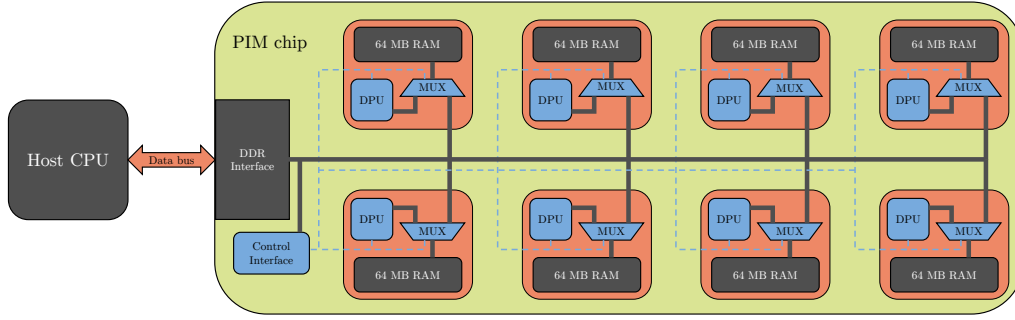 PIM chip
64 MB RAM
64 MB RAM
64 MB RAM
64 MB RAM
DPU
MUX
DPU
MUX
DPU
MUX
DPU
MUX
Host CPU
Data bus
DDR
Interface
DPU
MUX
DPU
MUX
DPU
MUX
DPU
MUX
Control
Interface
64 MB RAM
64 MB RAM
64 MB RAM
64 MB RAM